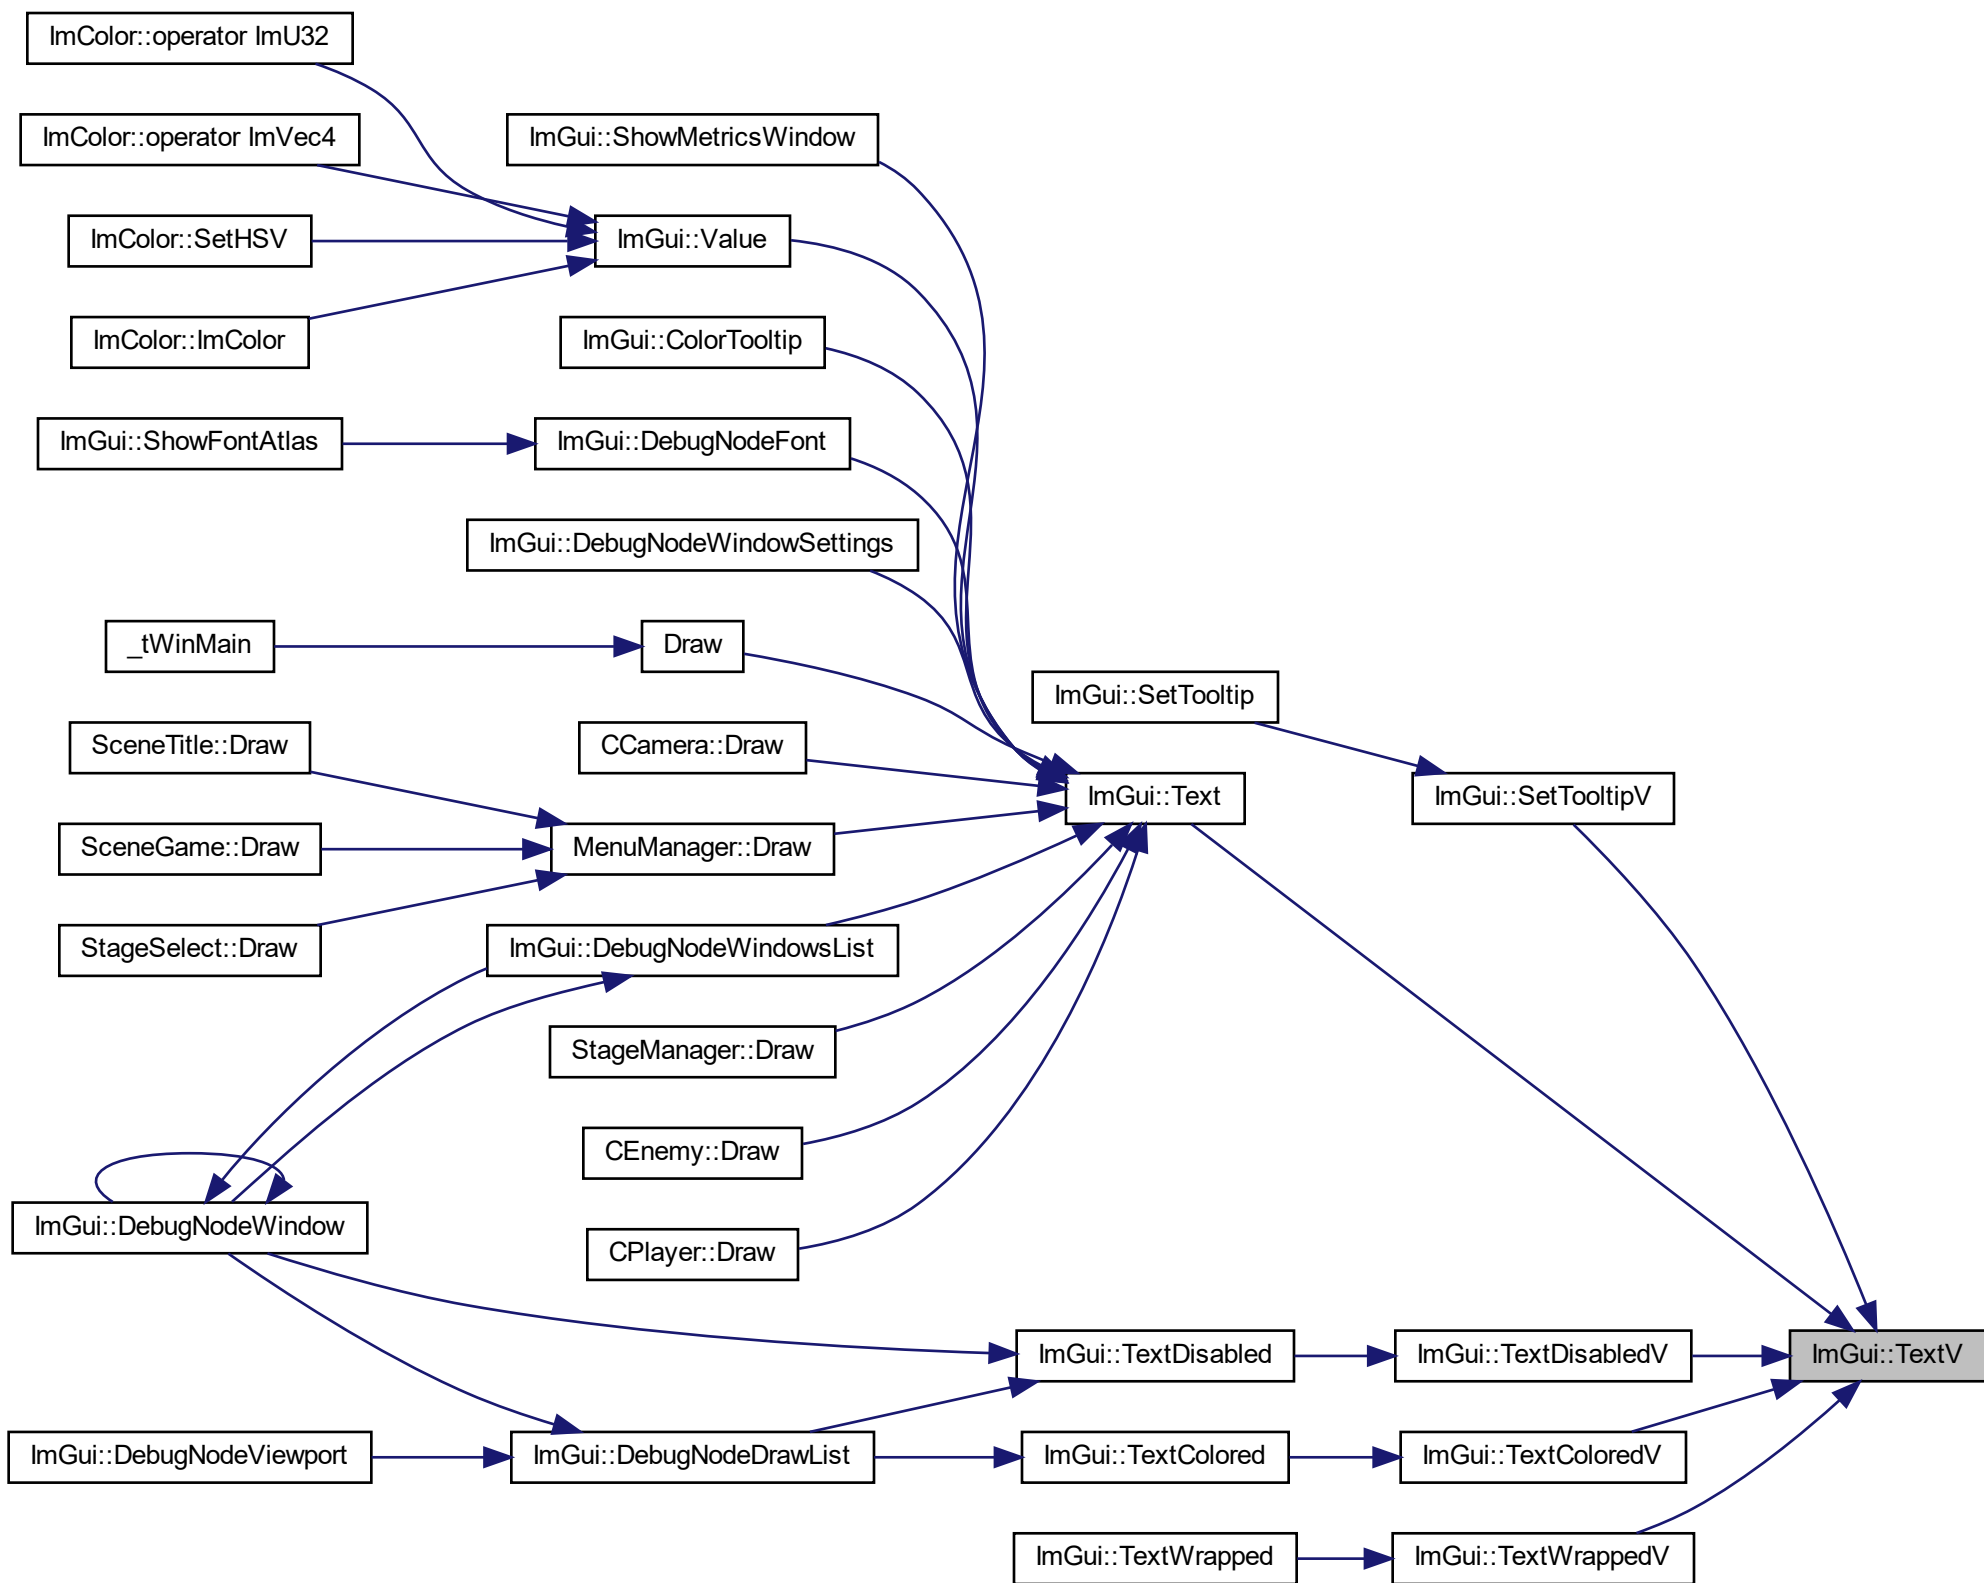 ImColor::operator ImU32
ImColor::operator ImVec4
ImGui::ShowMetricsWindow
ImColor::SetHSV
ImGui::Value
ImColor::ImColor
ImGui::ColorTooltip
ImGui::ShowFontAtlas
ImGui::DebugNodeFont
ImGui::DebugNodeWindowSettings
_tWinMain
Draw
ImGui::SetTooltip
SceneTitle::Draw
CCamera::Draw
ImGui::Text
ImGui::SetTooltipV
SceneGame::Draw
MenuManager::Draw
StageSelect::Draw
ImGui::DebugNodeWindowsList
StageManager::Draw
CEnemy::Draw
ImGui::DebugNodeWindow
CPlayer::Draw
ImGui::TextDisabled
ImGui::TextDisabledV
ImGui::TextV
ImGui::DebugNodeViewport
ImGui::DebugNodeDrawList
ImGui::TextColored
ImGui::TextColoredV
ImGui::TextWrapped
ImGui::TextWrappedV